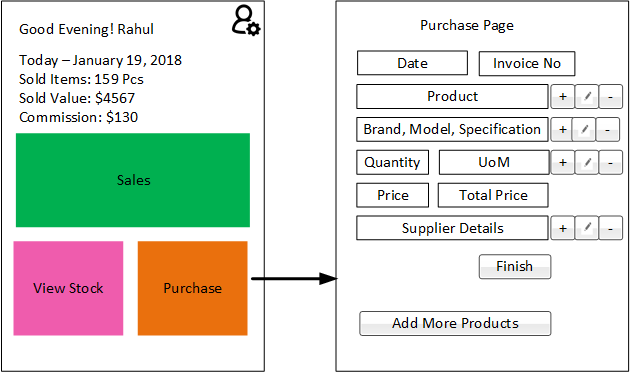 Good Evening! Rahul
Today – January 19, 2018
Sold Items: 159 Pcs
Sold Value: $4567
Commission: $130
Sales
View Stock
Purchase
Purchase Page
Date
Invoice No
Product + -
Brand, Model, Specification + -
Quantity UoM + -
Price Total Price
Supplier Details + -
Finish
Add More Products